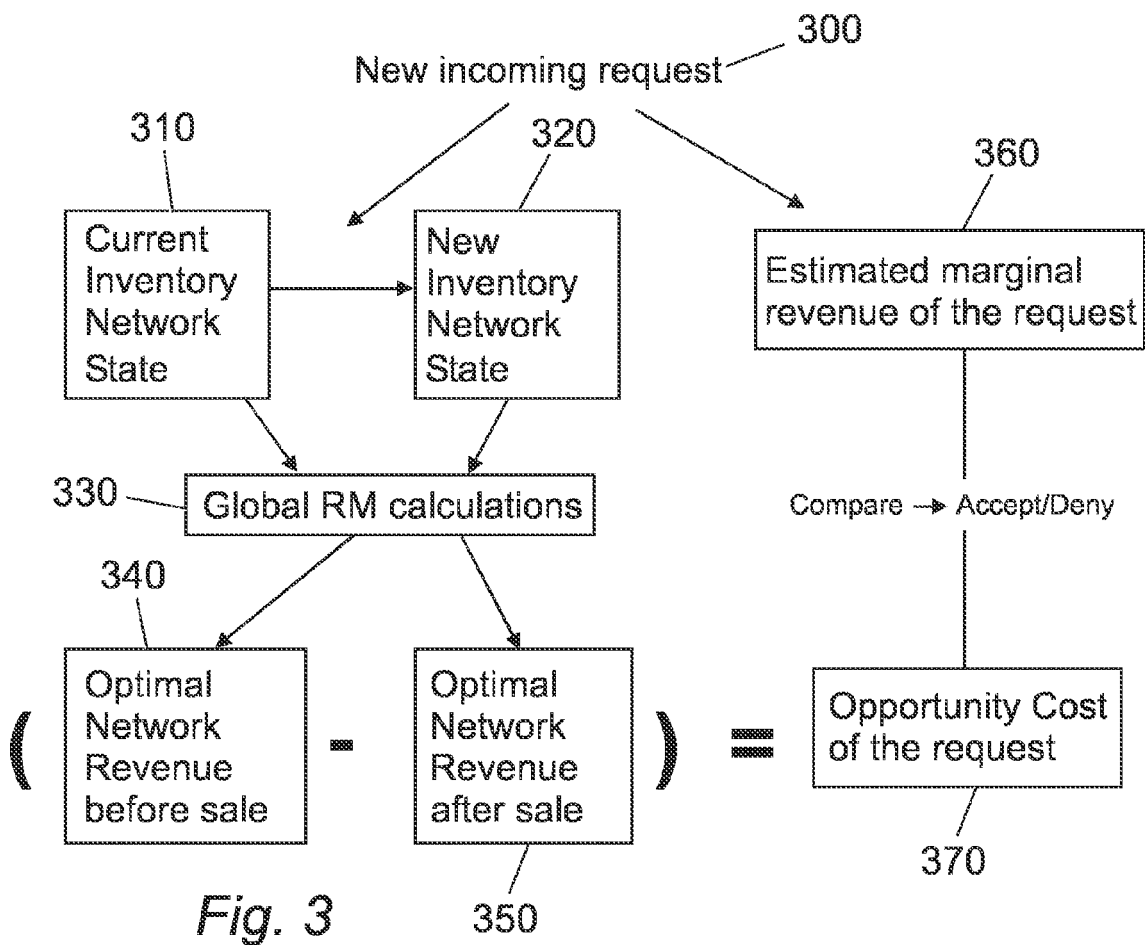 300
New incoming request
310
320
360
Current
Inventory
Network
State
New
Inventory
Network
State
Estimated marginal
revenue of the request
330
Global RM calculations
Compare → Accept/Deny
340
(
Optimal
Network
Revenue
before sale
-
Optimal
Network
Revenue
after sale
)
=
Opportunity Cost
of the request
350
370
Fig. 3